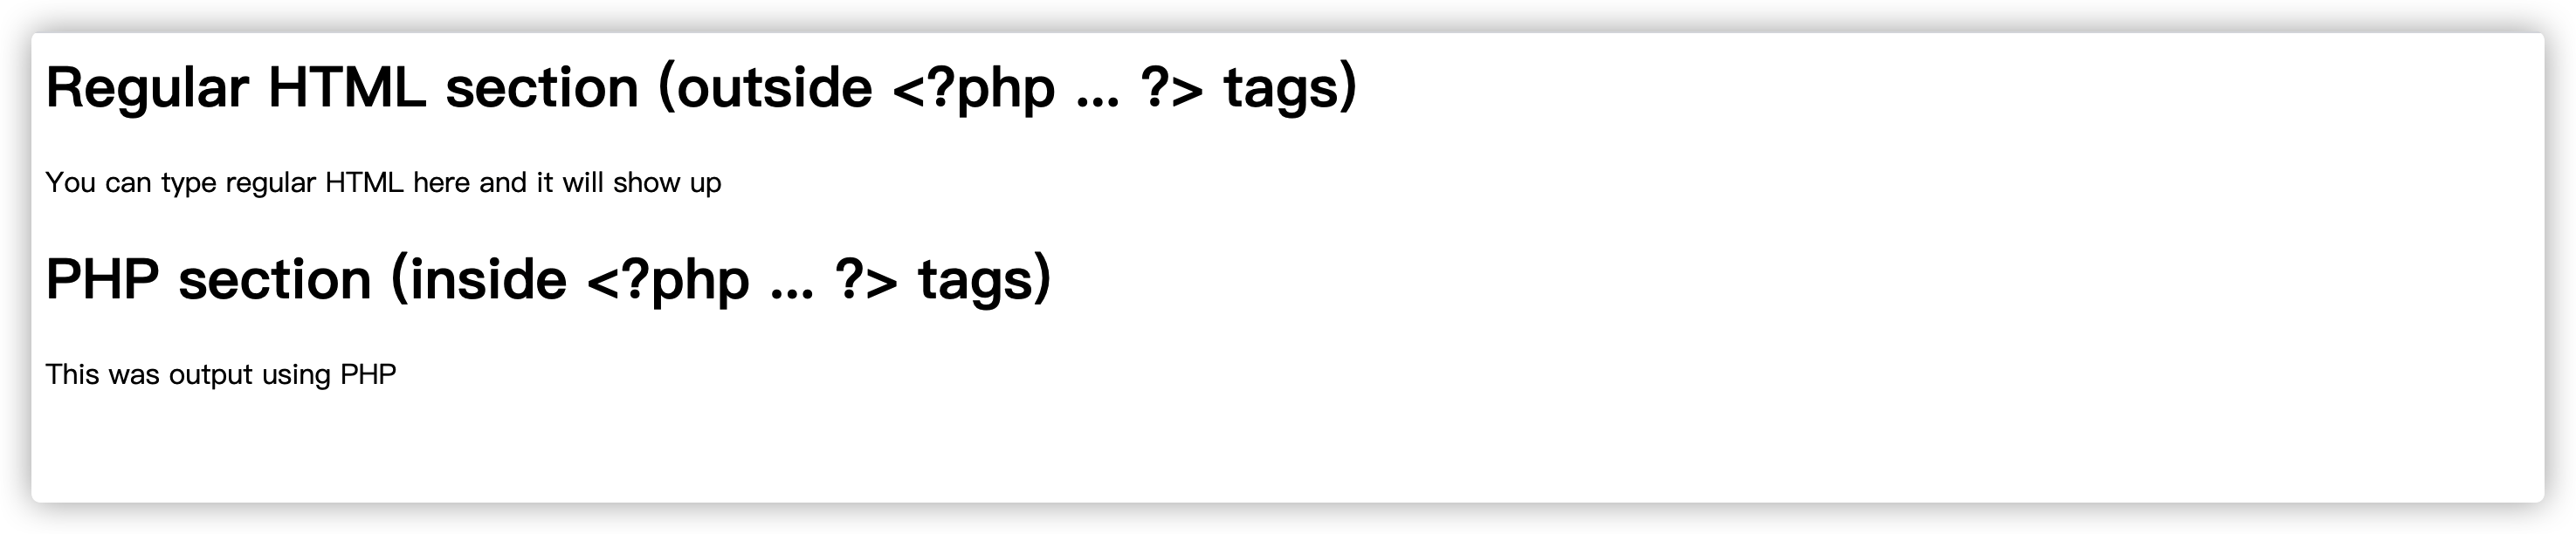 Regular HTML section (outside <?php ... ?> tags)
You can type regular HTML here and it will show up
PHP section (inside <?php ... ?> tags)
This was output using PHP